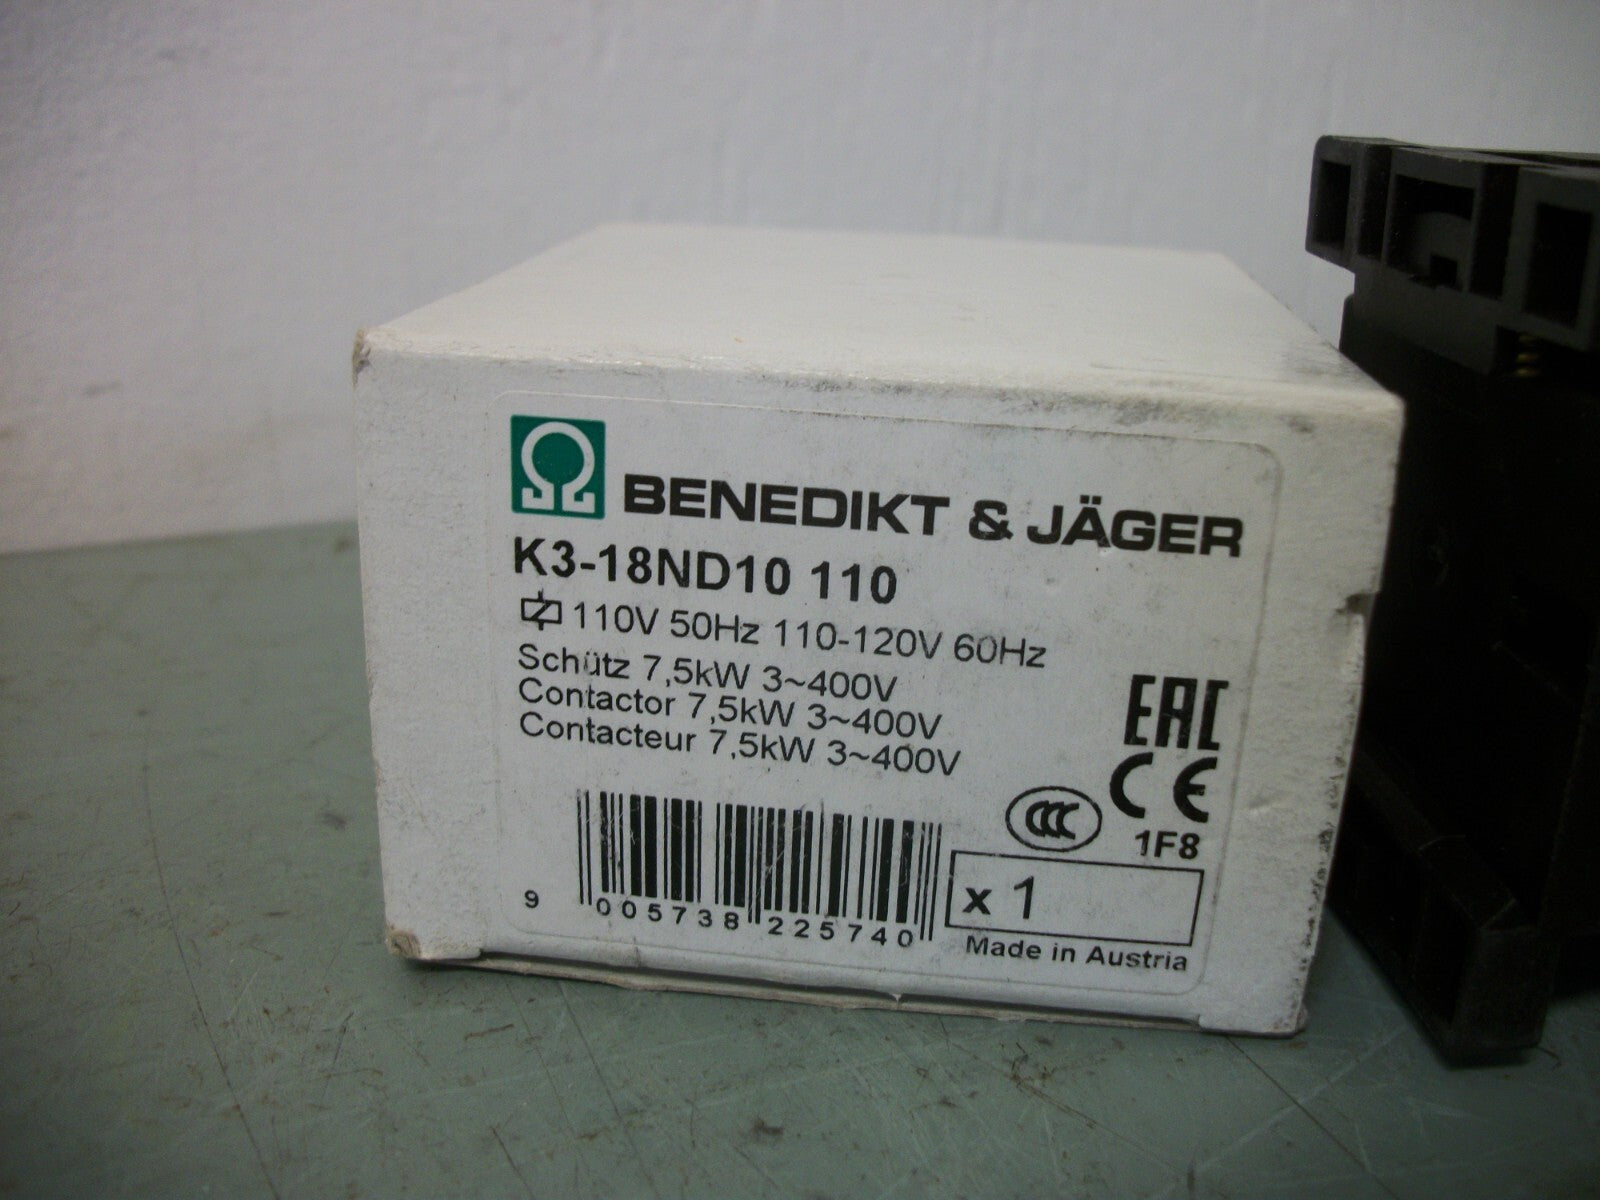 BENEDIKT & JÄGER
K3-18ND10 110
110V 50Hz 110-120V 60Hz
Schütz 7,5kW 3~400V
Contactor 7,5kW 3~400V
Contacteur 7,5kW 3~400V
EAC
CE
CCC
1F8
x 1
9 005738 225740
Made in Austria